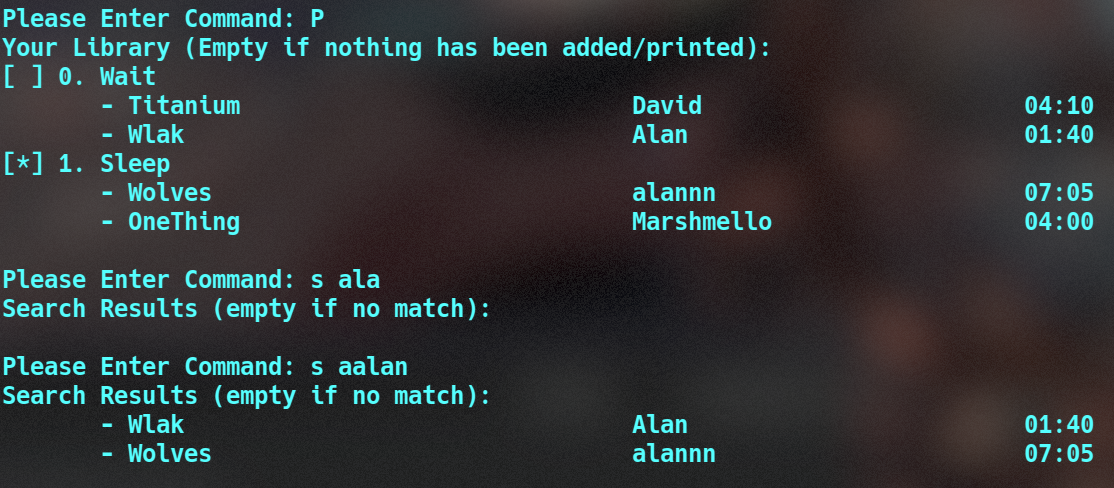 Please Enter Command: P
Your Library (Empty if nothing has been added/printed):
[ ] 0. Wait
- Titanium David 04:10
- Wlak Alan 01:40
[*] 1. Sleep
- Wolves alannn 07:05
- OneThing Marshmello 04:00
Please Enter Command: s ala
Search Results (empty if no match):
Please Enter Command: s aalan
Search Results (empty if no match):
- Wlak Alan 01:40
- Wolves alannn 07:05